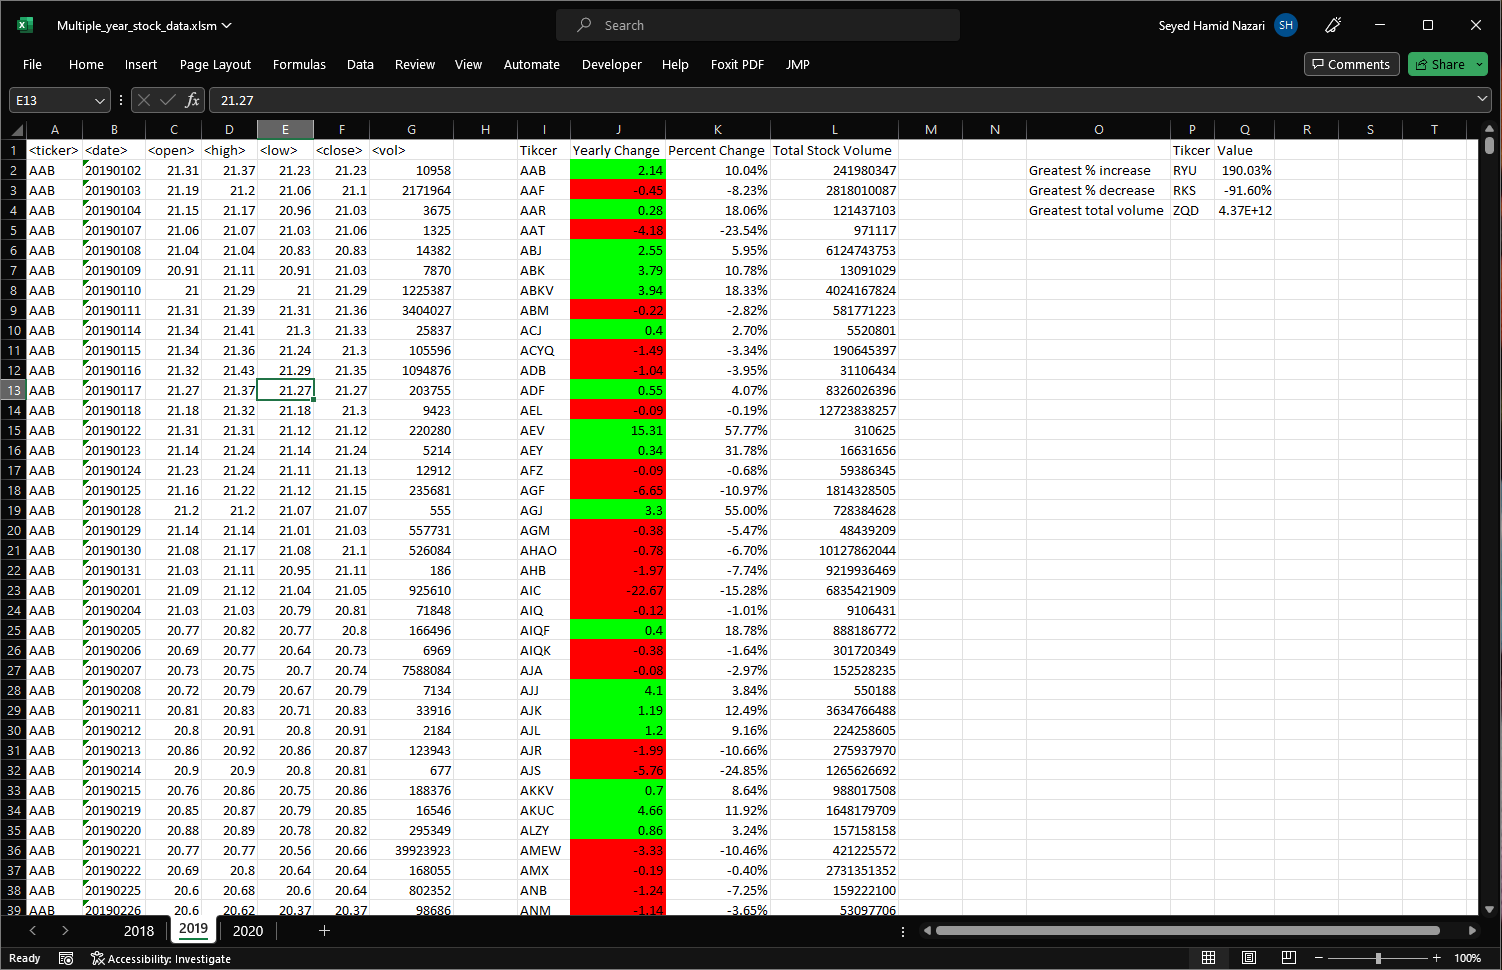 Multiple_year_stock_data.xlsm
Search
Seyed Hamid Nazari SH
File Home Insert Page Layout Formulas Data Review View Automate Developer Help Foxit PDF JMP Comments Share
E13 fx 21.27
A B C D E F G H I J K L M N O P Q R S T
1 <ticker> <date> <open> <high> <low> <close> <vol> Tikcer Yearly Change Percent Change Total Stock Volume Tikcer Value
2 AAB 20190102 21.31 21.37 21.23 21.23 10958 AAB 2.14 10.04% 241980347 Greatest % increase RYU 190.03%
3 AAB 20190103 21.19 21.2 21.06 21.1 2171964 AAF -0.45 -8.23% 2818010087 Greatest % decrease RKS -91.60%
4 AAB 20190104 21.15 21.17 20.96 21.03 3675 AAR 0.28 18.06% 121437103 Greatest total volume ZQD 4.37E+12
5 AAB 20190107 21.06 21.07 21.03 21.06 1325 AAT -4.18 -23.54% 971117
6 AAB 20190108 21.04 21.04 20.83 20.83 14382 ABJ 2.55 5.95% 6124743753
7 AAB 20190109 20.91 21.11 20.91 21.03 7870 ABK 3.79 10.78% 13091029
8 AAB 20190110 21 21.29 21 21.29 1225387 ABKV 3.94 18.33% 4024167824
9 AAB 20190111 21.31 21.39 21.31 21.36 3404027 ABM -0.22 -2.82% 581771223
10 AAB 20190114 21.34 21.41 21.3 21.33 25837 ACJ 0.4 2.70% 5520801
11 AAB 20190115 21.34 21.36 21.24 21.3 105596 ACYQ -1.49 -3.34% 190645397
12 AAB 20190116 21.32 21.43 21.29 21.35 1094876 ADB -1.04 -3.95% 31106434
13 AAB 20190117 21.27 21.37 21.27 21.27 203755 ADF 0.55 4.07% 8326026396
14 AAB 20190118 21.18 21.32 21.18 21.3 9423 AEL -0.09 -0.19% 12723838257
15 AAB 20190122 21.31 21.31 21.12 21.12 220280 AEV 15.31 57.77% 310625
16 AAB 20190123 21.14 21.24 21.14 21.24 5214 AEY 0.34 31.78% 16631656
17 AAB 20190124 21.23 21.24 21.11 21.13 12912 AFZ -0.09 -0.68% 59386345
18 AAB 20190125 21.16 21.22 21.12 21.15 235681 AGF -6.65 -10.97% 1814328505
19 AAB 20190128 21.2 21.2 21.07 21.07 555 AGJ 3.3 55.00% 728384628
20 AAB 20190129 21.14 21.14 21.01 21.03 557731 AGM -0.38 -5.47% 48439209
21 AAB 20190130 21.08 21.17 21.08 21.1 526084 AHAO -0.78 -6.70% 10127862044
22 AAB 20190131 21.03 21.11 20.95 21.11 186 AHB -1.97 -7.74% 9219936469
23 AAB 20190201 21.09 21.12 21.04 21.05 925610 AIC -22.67 -15.28% 6835421909
24 AAB 20190204 21.03 21.03 20.79 20.81 71848 AIQ -0.12 -1.01% 9106431
25 AAB 20190205 20.77 20.82 20.77 20.8 166496 AIQF 0.4 18.78% 888186772
26 AAB 20190206 20.69 20.77 20.64 20.73 6969 AIQK -0.38 -1.64% 301720349
27 AAB 20190207 20.73 20.75 20.7 20.74 7588084 AJA -0.08 -2.97% 152528235
28 AAB 20190208 20.72 20.79 20.67 20.79 7134 AJJ 4.1 3.84% 550188
29 AAB 20190211 20.81 20.83 20.71 20.83 33916 AJK 1.19 12.49% 3634766488
30 AAB 20190212 20.8 20.91 20.8 20.91 2184 AJL 1.2 9.16% 224258605
31 AAB 20190213 20.86 20.92 20.86 20.87 123943 AJR -1.99 -10.66% 275937970
32 AAB 20190214 20.9 20.9 20.8 20.81 677 AJS -5.76 -24.85% 1265626692
33 AAB 20190215 20.76 20.86 20.75 20.86 188376 AKKV 0.7 8.64% 988017508
34 AAB 20190219 20.85 20.87 20.79 20.85 16546 AKUC 4.66 11.92% 1648179709
35 AAB 20190220 20.88 20.89 20.78 20.82 295349 ALZY 0.86 3.24% 157158158
36 AAB 20190221 20.77 20.77 20.56 20.66 39923923 AMEW -3.33 -10.46% 421225572
37 AAB 20190222 20.69 20.8 20.64 20.64 168055 AMX -0.19 -0.40% 2731351352
38 AAB 20190225 20.6 20.68 20.6 20.64 802352 ANB -1.24 -7.25% 159222100
39 AAB 20190226 20.6 20.62 20.37 20.37 98686 ANM -1.14 -3.65% 53097706
2018 2019 2020
Ready Accessibility: Investigate 100%